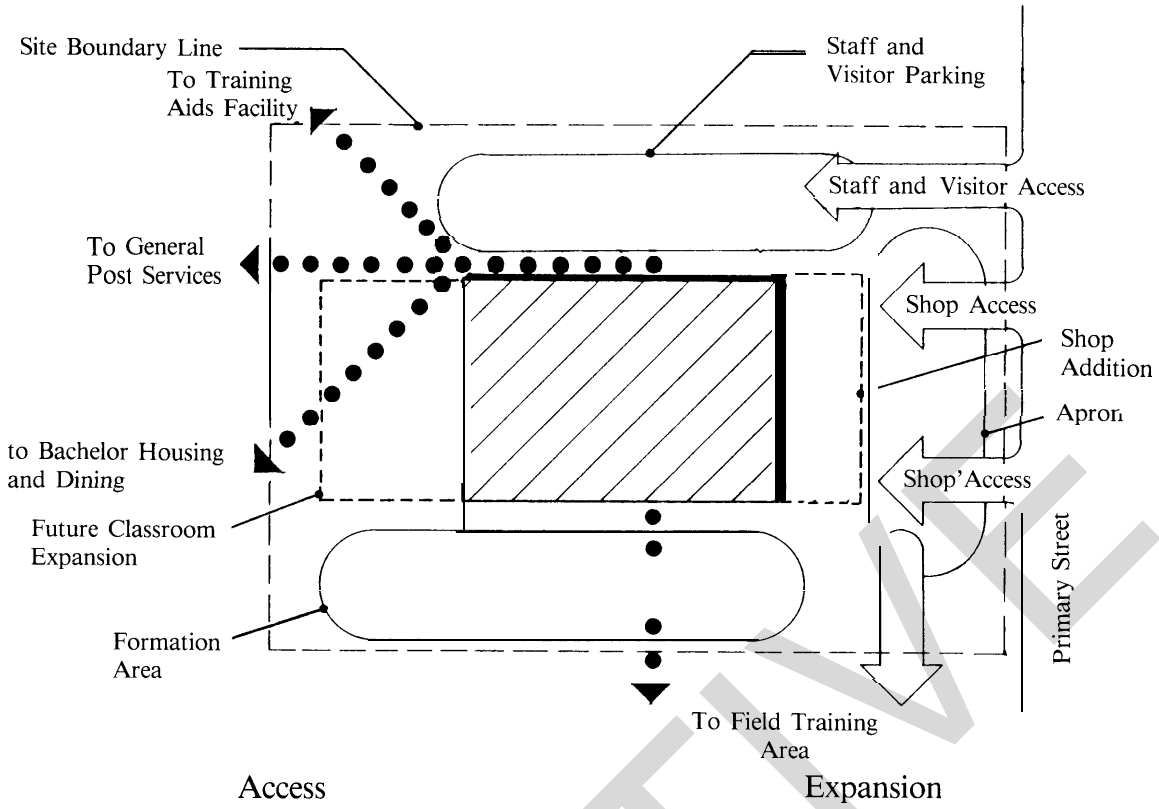 Site Boundary Line
To Training
Aids Facility
Staff and
Visitor Parking
Staff and Visitor Access
To General
Post Services
Shop Access
Shop
Addition
Apron
to Bachelor Housing
and Dining
Shop'Access
Future Classroom
Expansion
Primary Street
Formation
Area
To Field Training
Area
Access
Expansion
TIVE